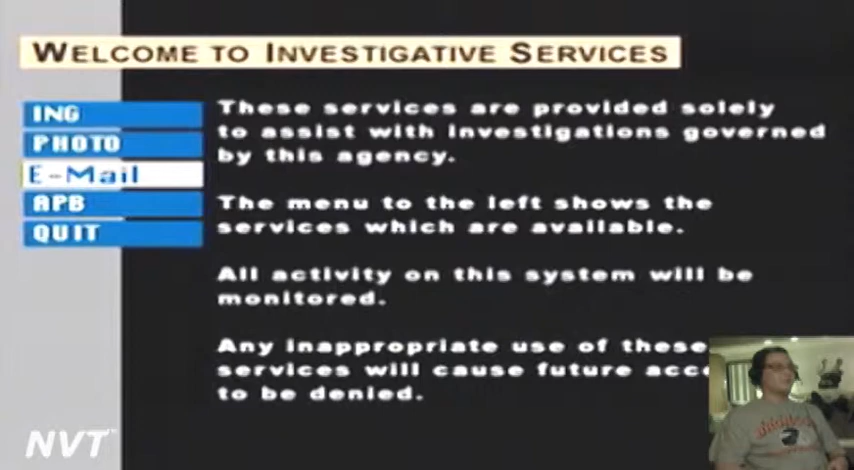 WELCOME TO INVESTIGATIVE SERVICES
ING
PHOTO
E-Mail
APB
QUIT
These services are provided solely
to assist with investigations governed
by this agency.
The menu to the left shows the
services which are available.
All activity on this system will be
monitored.
Any inappropriate use of these
services will cause future acc
to be denied.
NVT™